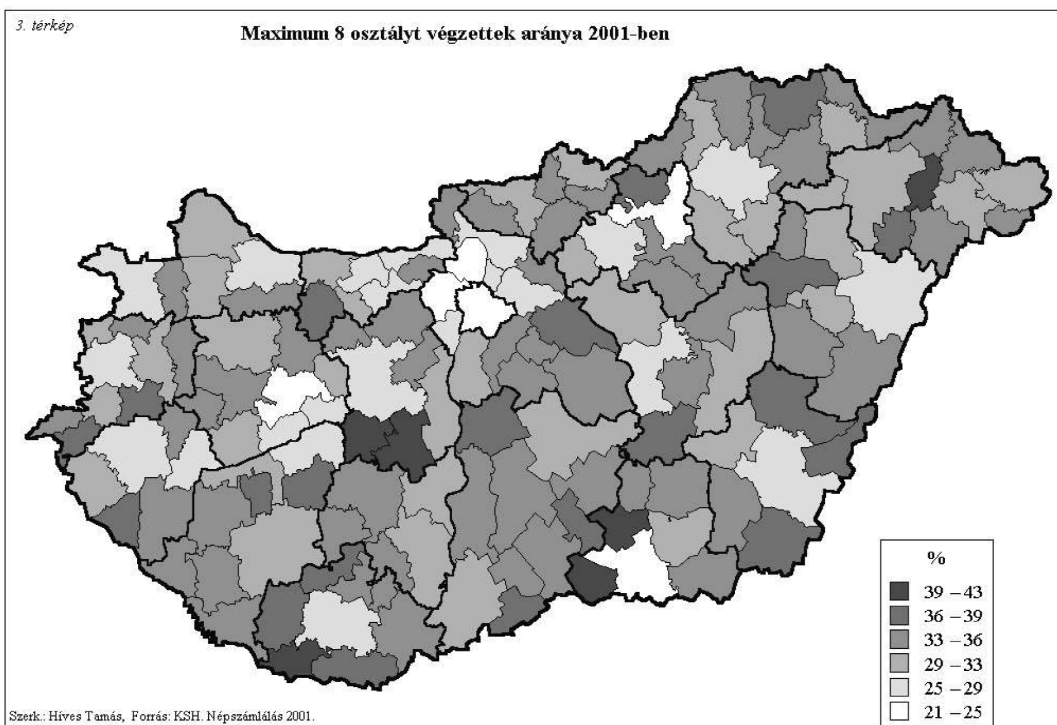 3. térkép
Maximum 8 osztályt végzettek aránya 2001-ben
%
39 – 43
36 – 39
33 – 36
29 – 33
25 – 29
21 – 25
Szerk.: Híves Tamás, Forrás: KSH. Népszámlálás 2001.